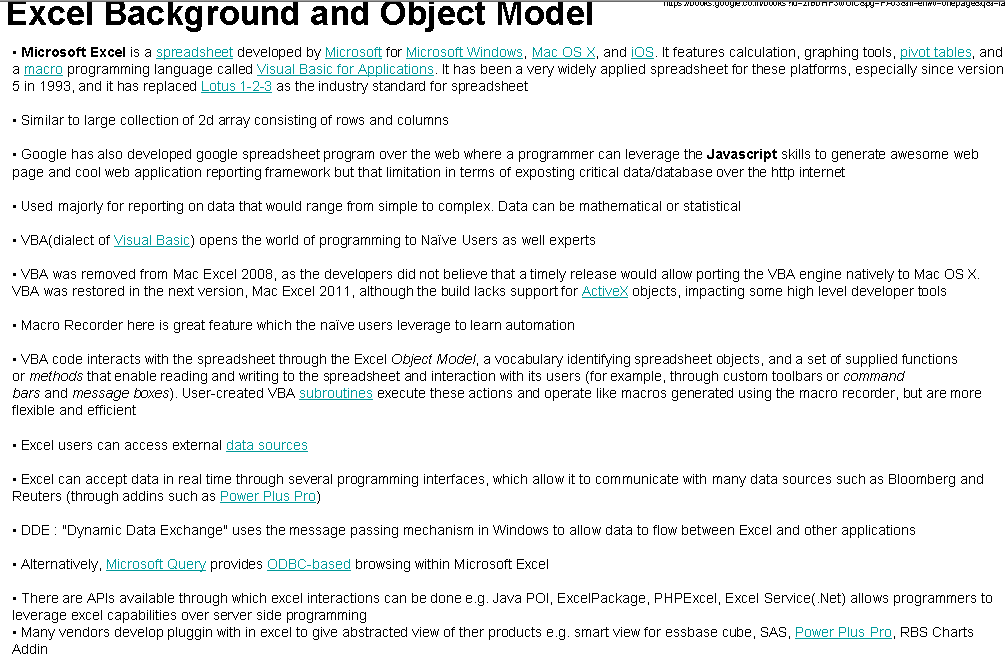 Excel Background and Object Model
• Microsoft Excel is a spreadsheet developed by Microsoft for Microsoft Windows, Mac OS X, and iOS. It features calculation, graphing tools, pivot tables, and
a macro programming language called Visual Basic for Applications. It has been a very widely applied spreadsheet for these platforms, especially since version
5 in 1993, and it has replaced Lotus 1-2-3 as the industry standard for spreadsheet
• Similar to large collection of 2d array consisting of rows and columns
• Google has also developed google spreadsheet program over the web where a programmer can leverage the Javascript skills to generate awesome web
page and cool web application reporting framework but that limitation in terms of exposting critical data/database over the http internet
• Used majorly for reporting on data that would range from simple to complex. Data can be mathematical or statistical
• VBA(dialect of Visual Basic) opens the world of programming to Naïve Users as well experts
• VBA was removed from Mac Excel 2008, as the developers did not believe that a timely release would allow porting the VBA engine natively to Mac OS X.
VBA was restored in the next version, Mac Excel 2011, although the build lacks support for ActiveX objects, impacting some high level developer tools
• Macro Recorder here is great feature which the naïve users leverage to learn automation
• VBA code interacts with the spreadsheet through the Excel Object Model, a vocabulary identifying spreadsheet objects, and a set of supplied functions
or methods that enable reading and writing to the spreadsheet and interaction with its users (for example, through custom toolbars or command
bars and message boxes). User-created VBA subroutines execute these actions and operate like macros generated using the macro recorder, but are more
flexible and efficient
• Excel users can access external data sources
• Excel can accept data in real time through several programming interfaces, which allow it to communicate with many data sources such as Bloomberg and
Reuters (through addins such as Power Plus Pro)
• DDE : "Dynamic Data Exchange" uses the message passing mechanism in Windows to allow data to flow between Excel and other applications
• Alternatively, Microsoft Query provides ODBC-based browsing within Microsoft Excel
• There are APIs available through which excel interactions can be done e.g. Java POI, ExcelPackage, PHPExcel, Excel Service(.Net) allows programmers to
leverage excel capabilities over server side programming
• Many vendors develop pluggin with in excel to give abstracted view of ther products e.g. smart view for essbase cube, SAS, Power Plus Pro, RBS Charts
Addin